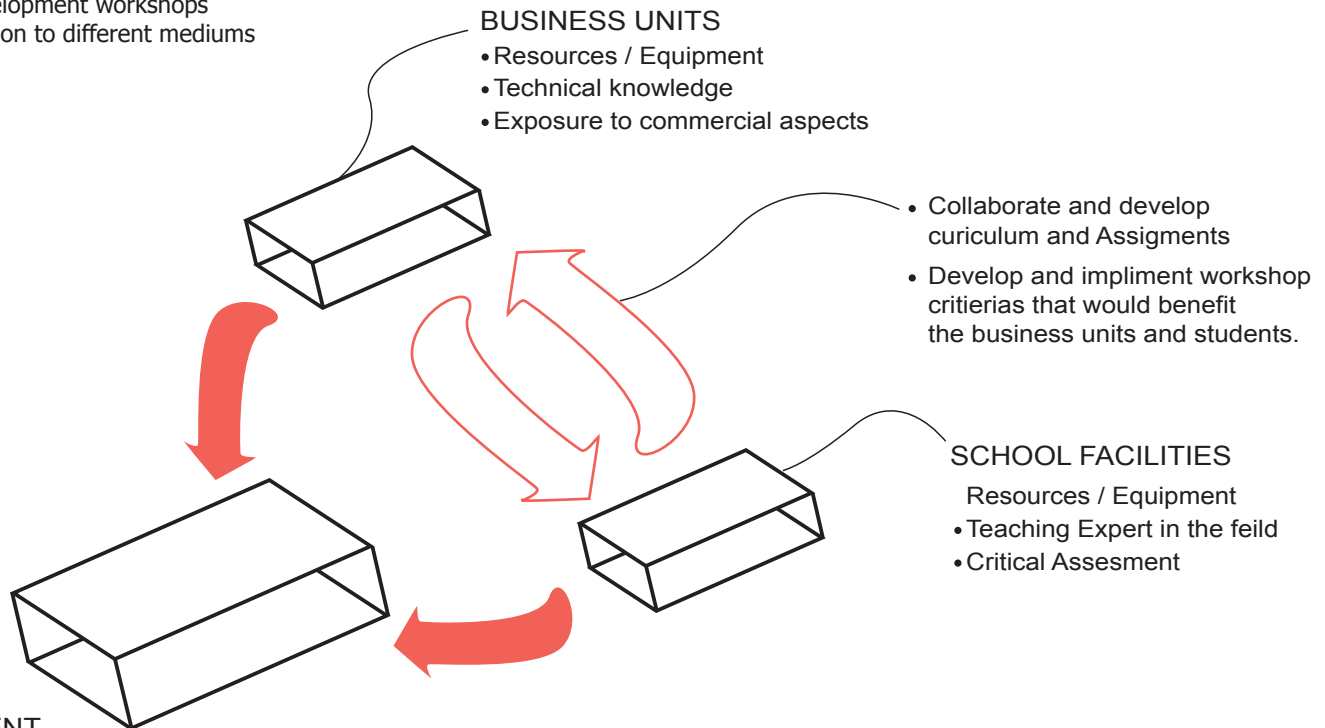 elopment workshops
on to different mediums
BUSINESS UNITS
• Resources / Equipment
• Technical knowledge
• Exposure to commercial aspects
• Collaborate and develop
curiculum and Assigments
• Develop and impliment workshop
critierias that would benefit
the business units and students.
SCHOOL FACILITIES
Resources / Equipment
• Teaching Expert in the feild
• Critical Assesment
ENT